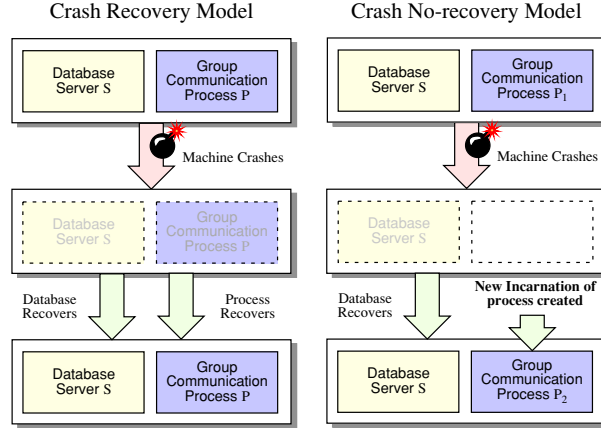 Crash Recovery Model
Database
Server S
Group
Communication
Process P
Machine Crashes
Database
Server S
Group
Communication
Process P
Database
Recovers
Process
Recovers
Database
Server S
Group
Communication
Process P
Crash No-recovery Model
Database
Server S
Group
Communication
Process P1
Machine Crashes
Database
Server S
Database
Recovers
New Incarnation of
process created
Database
Server S
Group
Communication
Process P2